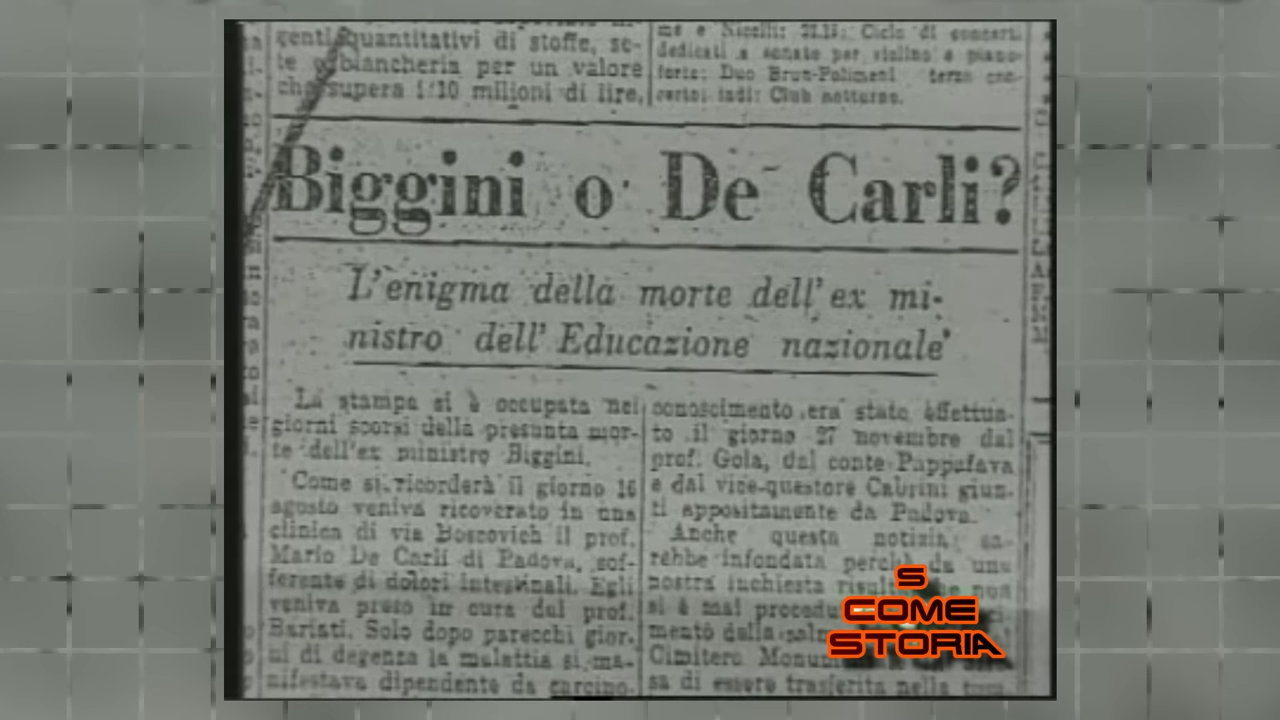 genti quantitativi di stoffe, se-
te e biancheria per un valore
che supera i 10 milioni di lire,
me e Nicelli; 21.15: Ciclo di concerti
dedicati a sonate per violino e piano-
forte: Duo Brun-Polimeni terzo con-
certo; indi: Club notturno.
Biggini o De Carli?
L'enigma della morte dell'ex mi-
nistro dell'Educazione nazionale
La stampa si è occupata nei
giorni scorsi della presunta mor-
te dell'ex ministro Biggini.
Come si ricorderà il giorno 16
agosto veniva ricoverato in una
clinica di via Boscovich il prof.
Mario De Carli di Padova, sof-
ferente di dolori intestinali. Egli
veniva preso in cura dal prof.
Bariati. Solo dopo parecchi gior-
ni di degenza la malattia si ma-
nifestava dipendente da carcino-
conoscimento era stato effettua-
to il giorno 27 novembre dal
prof. Gola, dal conte Pappafava
e dal vice-questore Cabrini giun-
ti appositamente da Padova.
Anche questa notizia sa-
rebbe infondata perchè da una
nostra inchiesta che non
si è mai
mento dalla
Cimitero
sa di essere trasferita nella
S
COME
STORIA